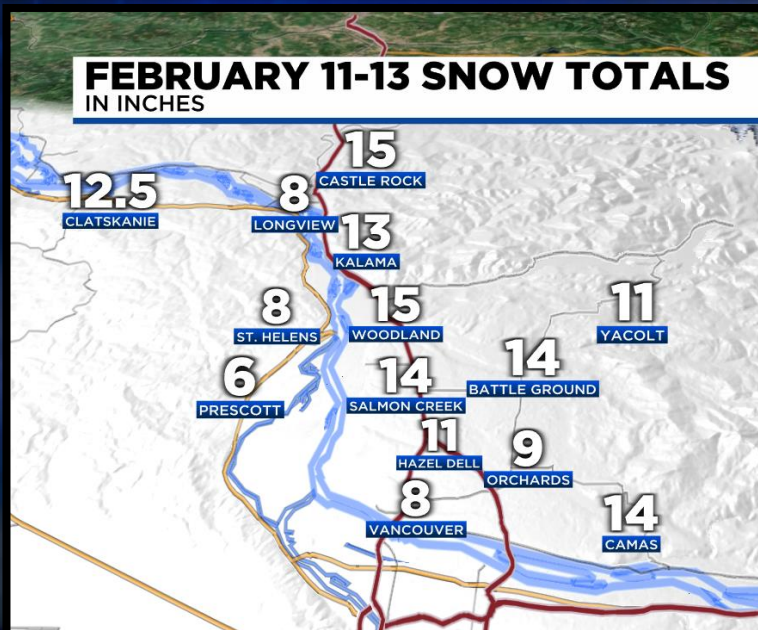 FEBRUARY 11-13 SNOW TOTALS
IN INCHES
15
CASTLE ROCK
12.5
CLATSKANIE
8
LONGVIEW
13
KALAMA
8
ST. HELENS
15
WOODLAND
11
YACOLT
6
PRESCOTT
14
SALMON CREEK
14
BATTLE GROUND
11
HAZEL DELL
9
ORCHARDS
8
VANCOUVER
14
CAMAS